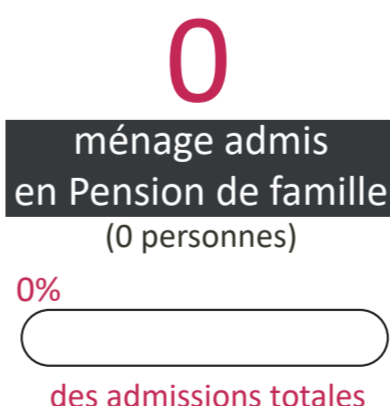 0
ménage admis
en Pension de famille
(0 personnes)
0%
des admissions totales